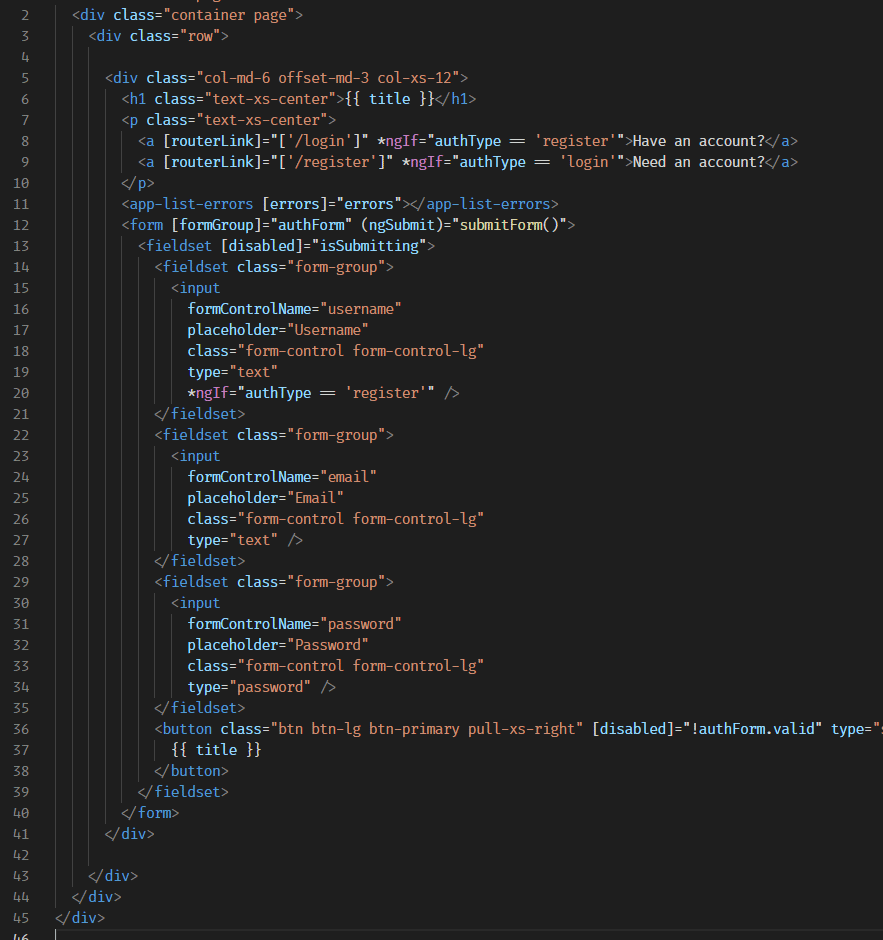 2 <div class="container page">
3 <div class="row">
4
5 <div class="col-md-6 offset-md-3 col-xs-12">
6 <h1 class="text-xs-center">{{ title }}</h1>
7 <p class="text-xs-center">
8 <a [routerLink]="['/login']" *ngIf="authType == 'register'">Have an account?</a>
9 <a [routerLink]="['/register']" *ngIf="authType == 'login'">Need an account?</a>
10 </p>
11 <app-list-errors [errors]="errors"></app-list-errors>
12 <form [formGroup]="authForm" (ngSubmit)="submitForm()">
13 <fieldset [disabled]="isSubmitting">
14 <fieldset class="form-group">
15 <input
16 formControlName="username"
17 placeholder="Username"
18 class="form-control form-control-lg"
19 type="text"
20 *ngIf="authType == 'register'" />
21 </fieldset>
22 <fieldset class="form-group">
23 <input
24 formControlName="email"
25 placeholder="Email"
26 class="form-control form-control-lg"
27 type="text" />
28 </fieldset>
29 <fieldset class="form-group">
30 <input
31 formControlName="password"
32 placeholder="Password"
33 class="form-control form-control-lg"
34 type="password" />
35 </fieldset>
36 <button class="btn btn-lg btn-primary pull-xs-right" [disabled]="!authForm.valid" type="s
37 {{ title }}
38 </button>
39 </fieldset>
40 </form>
41 </div>
42
43 </div>
44 </div>
45 </div>
46